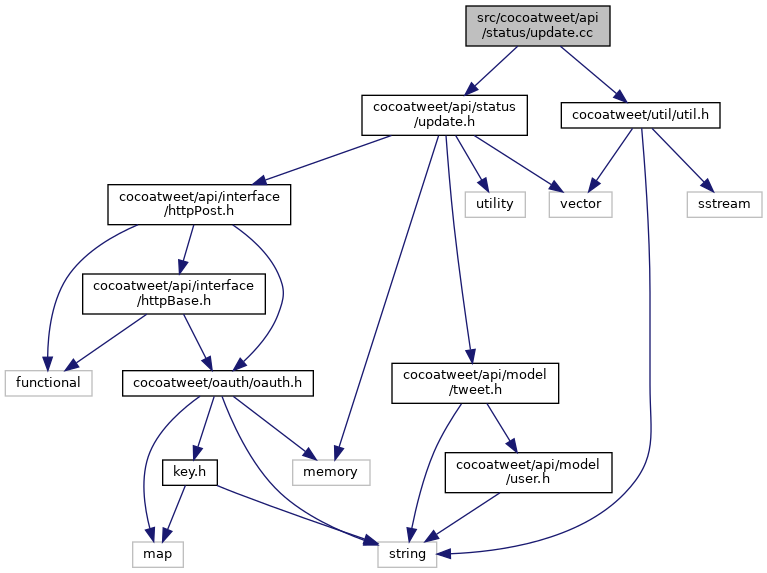 src/cocoatweet/api
/status/update.cc
cocoatweet/api/status
/update.h
cocoatweet/util/util.h
cocoatweet/api/interface
/httpPost.h
utility
vector
sstream
cocoatweet/api/interface
/httpBase.h
functional
cocoatweet/oauth/oauth.h
cocoatweet/api/model
/tweet.h
key.h
memory
cocoatweet/api/model
/user.h
map
string